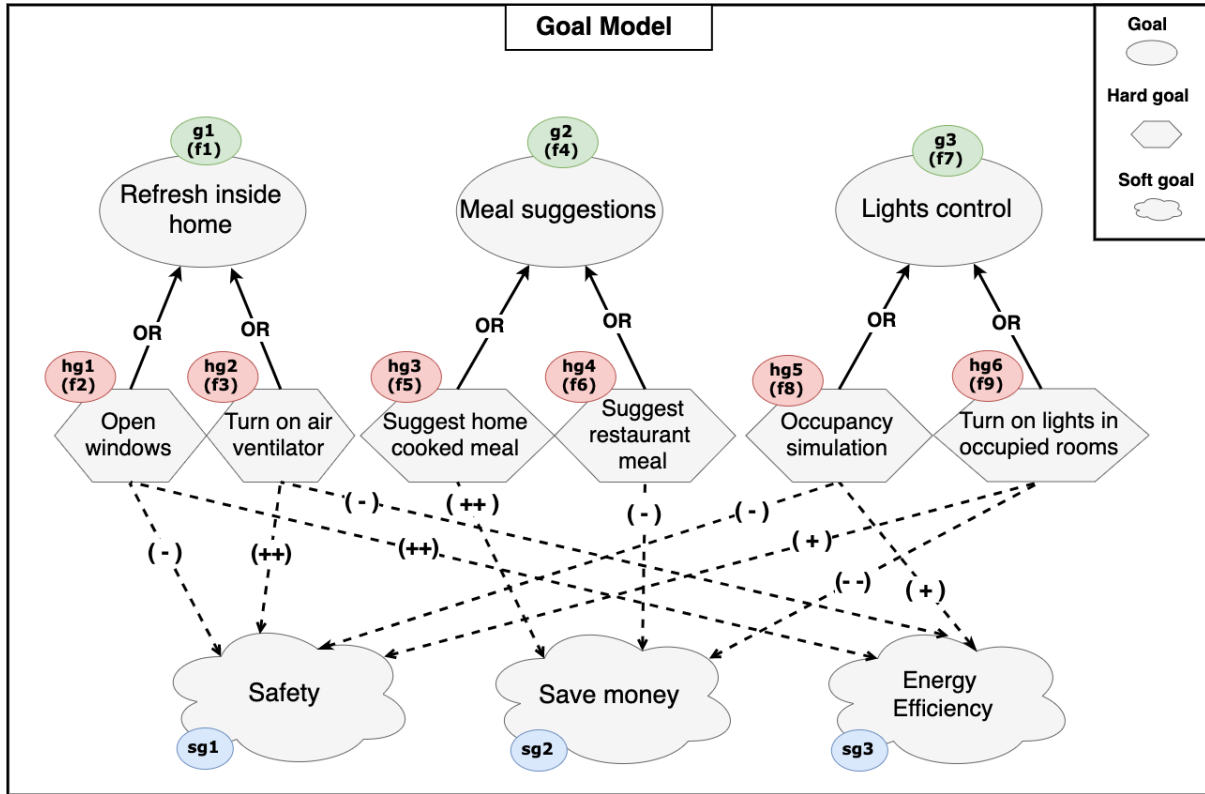 Goal Model
Goal
Hard goal
Soft goal
g1
(f1)
g2
(f4)
g3
(f7)
Refresh inside
home
Meal suggestions
Lights control
OR
OR
OR
OR
OR
OR
hg1
(f2)
hg2
(f3)
hg3
(f5)
hg4
(f6)
hg5
(f8)
hg6
(f9)
Open
windows
Turn on air
ventilator
Suggest home
cooked meal
Suggest
restaurant
meal
Occupancy
simulation
Turn on lights in
occupied rooms
( - )
(++)
( - )
(++)
( ++ )
( - )
( - )
( + )
(- -)
( + )
Safety
Save money
Energy
Efficiency
sg1
sg2
sg3